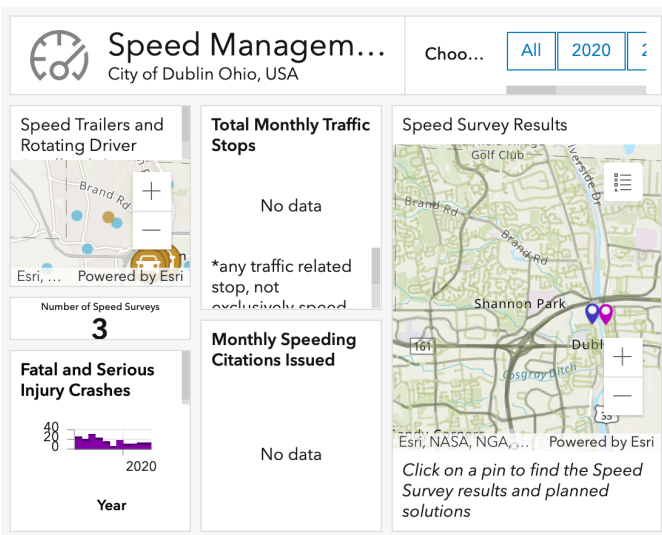 Speed Managem...
City of Dublin Ohio, USA
Choo...
All
2020
Speed Trailers and
Rotating Driver
Brand Rd
+
−
Esri, ...
Powered by Esri
Number of Speed Surveys
3
Fatal and Serious
Injury Crashes
40
20
0
2020
Year
Total Monthly Traffic
Stops
No data
*any traffic related
stop, not
exclusively speed
Monthly Speeding
Citations Issued
No data
Speed Survey Results
Golf Club
Riverside Dr
Brand Rd
Brand Rd
Shannon Park
161
Dubl
Cosgray Ditch
+
−
33
Esri, NASA, NGA, ...
Powered by Esri
Click on a pin to find the Speed
Survey results and planned
solutions